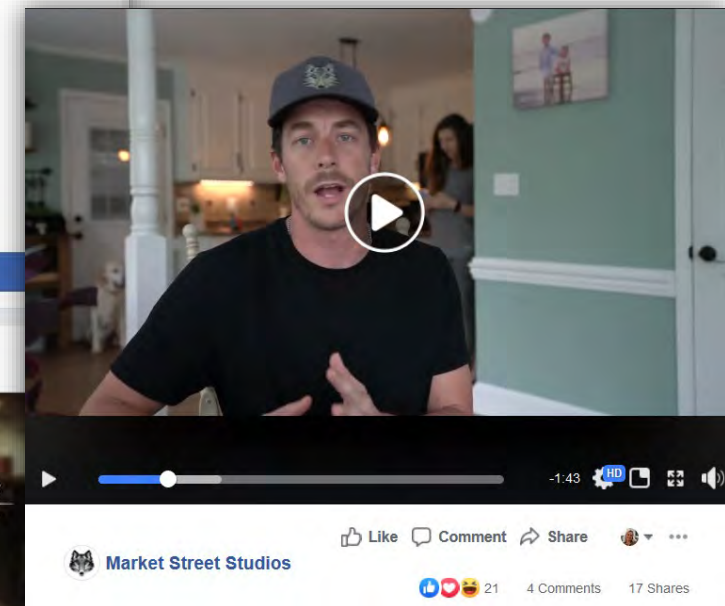 -1:43 HD
Like Comment Share
Market Street Studios
21 4 Comments 17 Shares